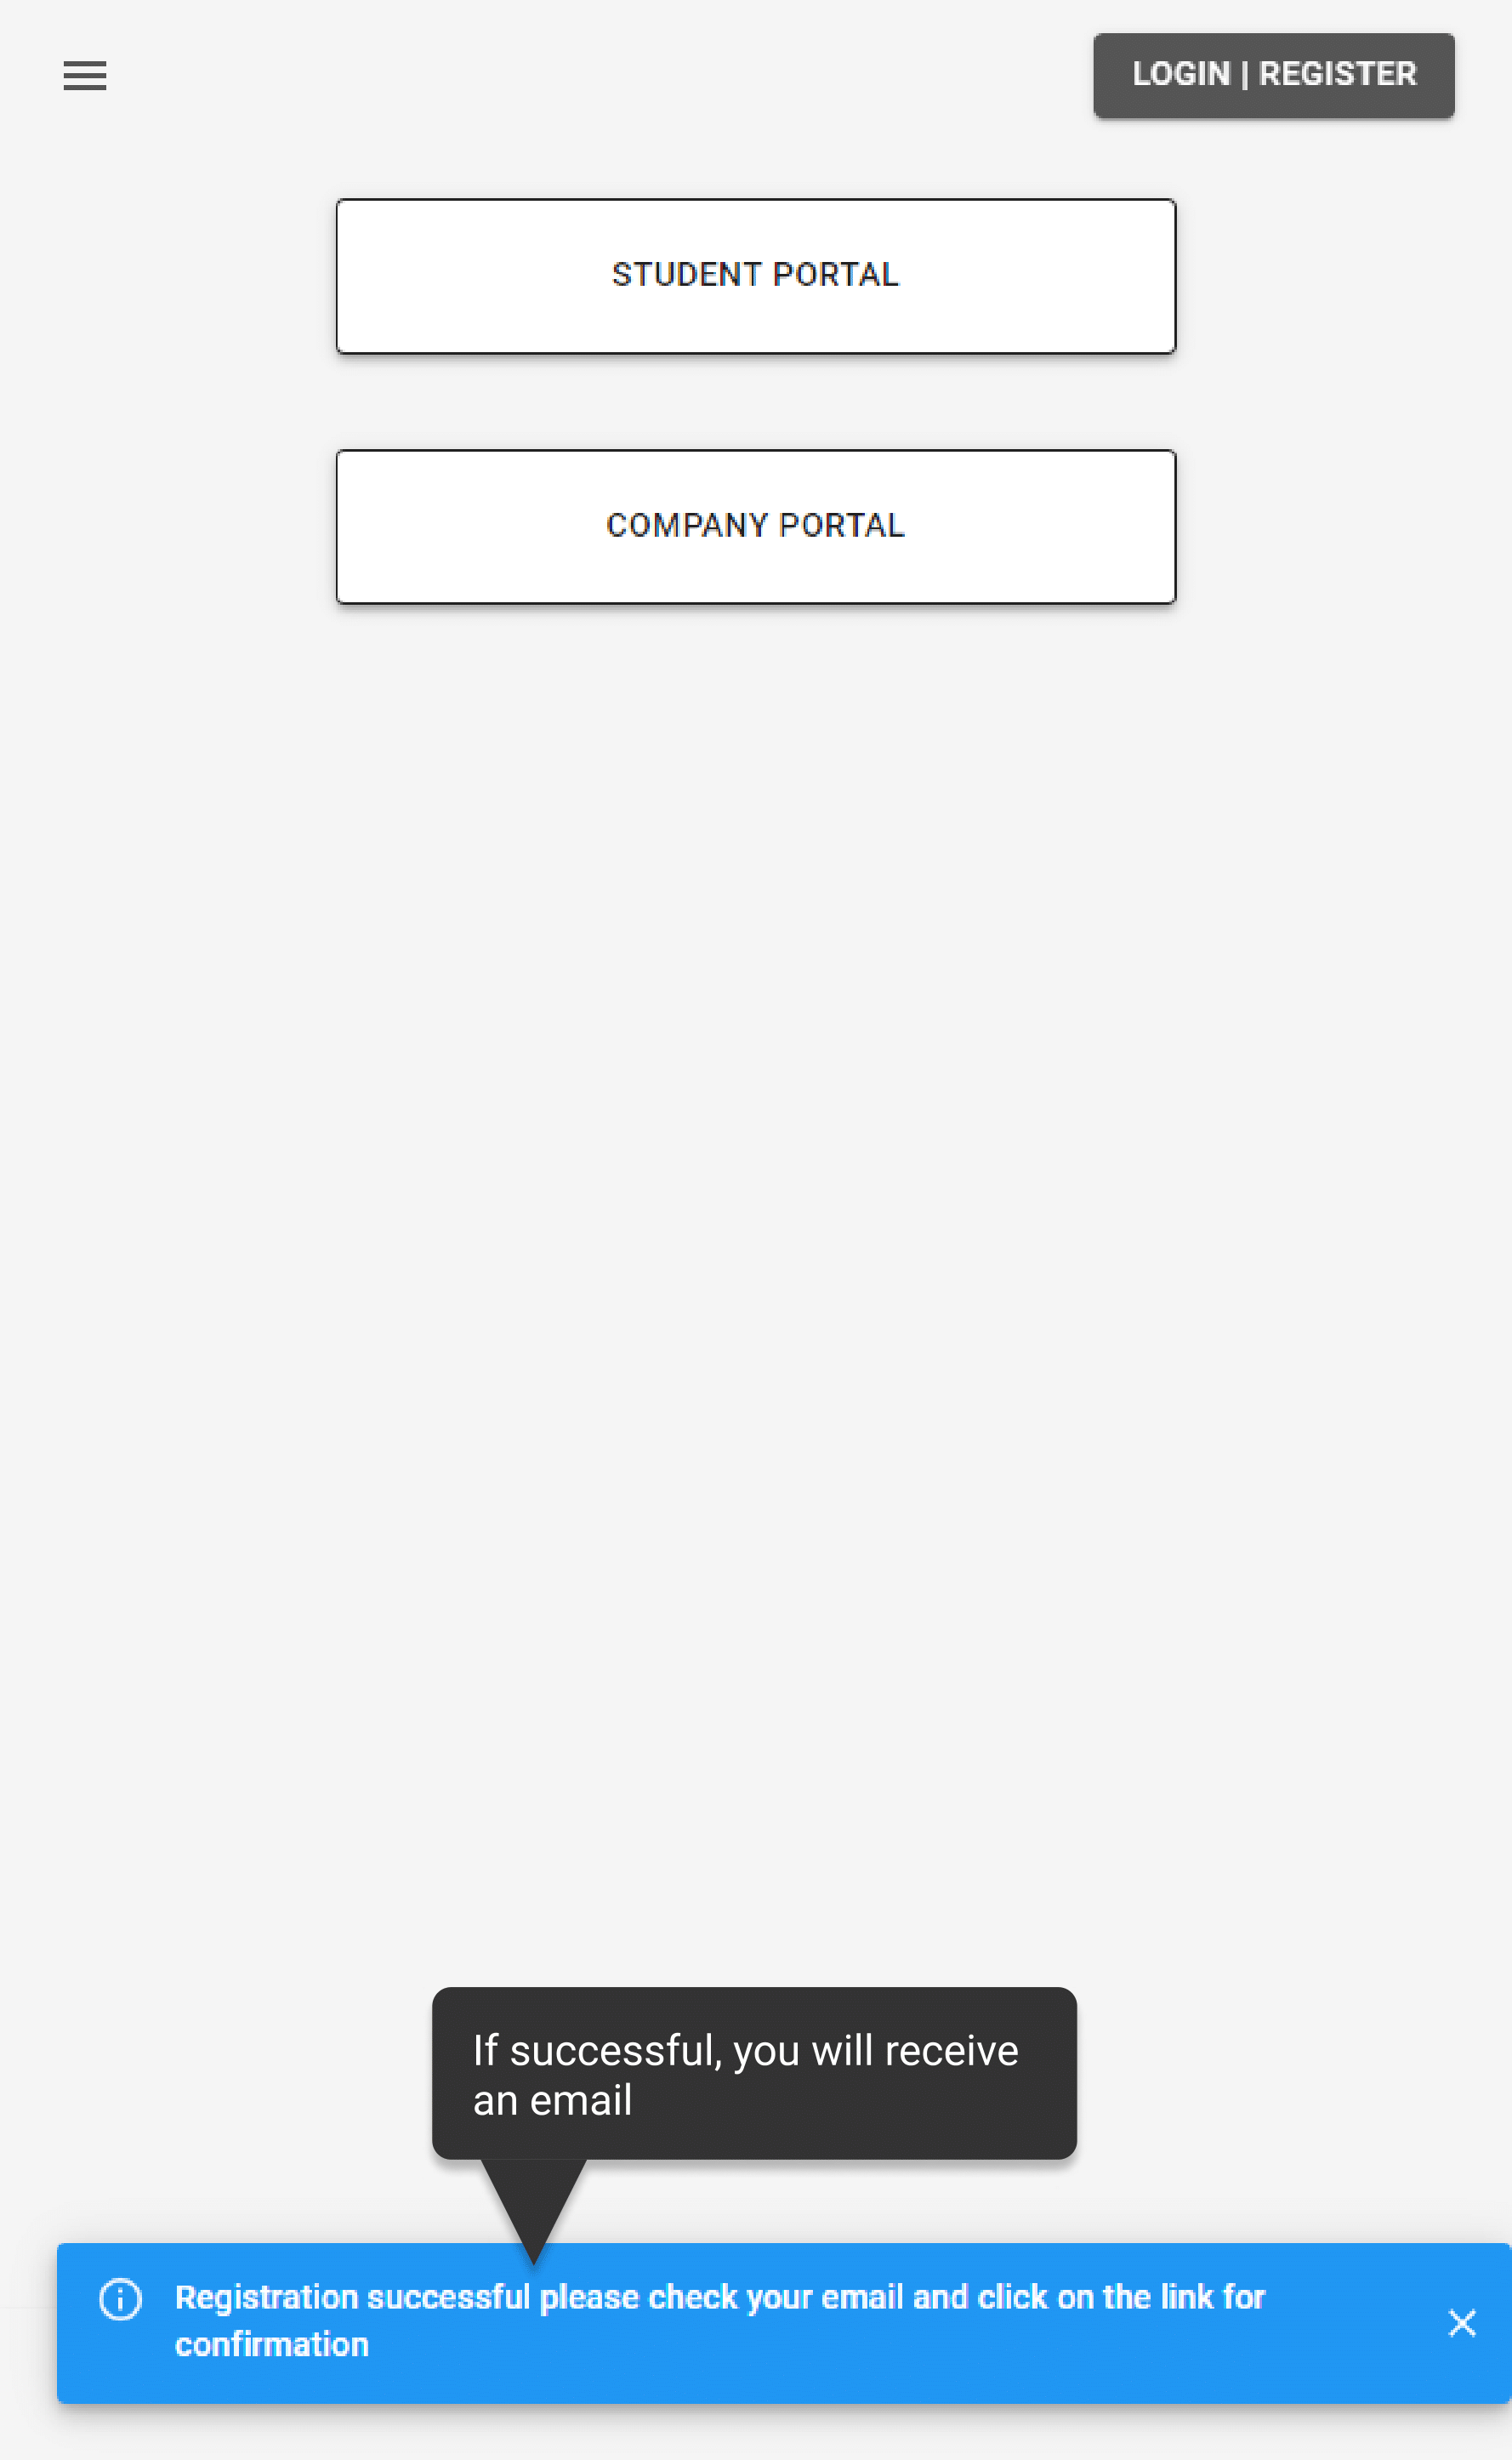 LOGIN | REGISTER
STUDENT PORTAL
COMPANY PORTAL
If successful, you will receive
an email
Registration successful please check your email and click on the link for
confirmation